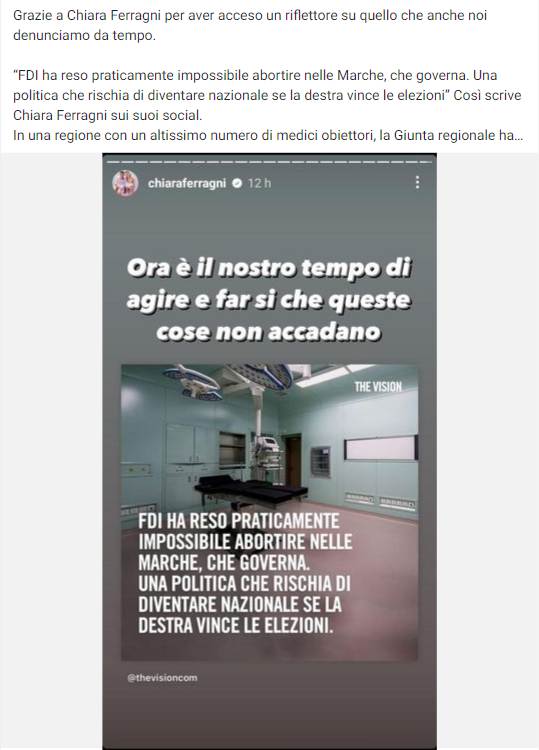 Grazie a Chiara Ferragni per aver acceso un riflettore su quello che anche noi
denunciamo da tempo.
“FDI ha reso praticamente impossibile abortire nelle Marche, che governa. Una
politica che rischia di diventare nazionale se la destra vince le elezioni” Così scrive
Chiara Ferragni sui suoi social.
In una regione con un altissimo numero di medici obiettori, la Giunta regionale ha...
chiaraferragni 12 h
Ora è il nostro tempo di
agire e far si che queste
cose non accadano
THE VISION
FDI HA RESO PRATICAMENTE
IMPOSSIBILE ABORTIRE NELLE
MARCHE, CHE GOVERNA.
UNA POLITICA CHE RISCHIA DI
DIVENTARE NAZIONALE SE LA
DESTRA VINCE LE ELEZIONI.
@thevisioncom